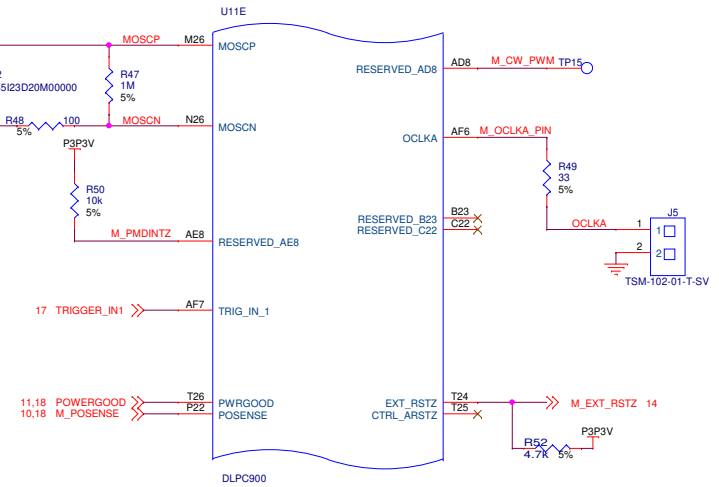 U11E
MOSCP M26 MOSCP
R47
1M
5%
5I23D20M00000
R48 100
5%
MOSCN N26 MOSCN
P3P3V
R50
10k
5%
M_PMDINTZ AE8 RESERVED_AE8
17 TRIGGER_IN1 AF7 TRIG_IN_1
11,18 POWERGOOD T26 PWRGOOD
10,18 M_POSENSE P22 POSENSE
RESERVED_AD8 AD8 M_CW_PWM TP15
OCLKA AF6 M_OCLKA_PIN
R49
33
5%
RESERVED_B23 B23
RESERVED_C22 C22
OCLKA 1 1
2 2
J5
TSM-102-01-T-SV
EXT_RSTZ T24 M_EXT_RSTZ 14
CTRL_ARSTZ T25
R52
4.7k 5%
P3P3V
DLPC900